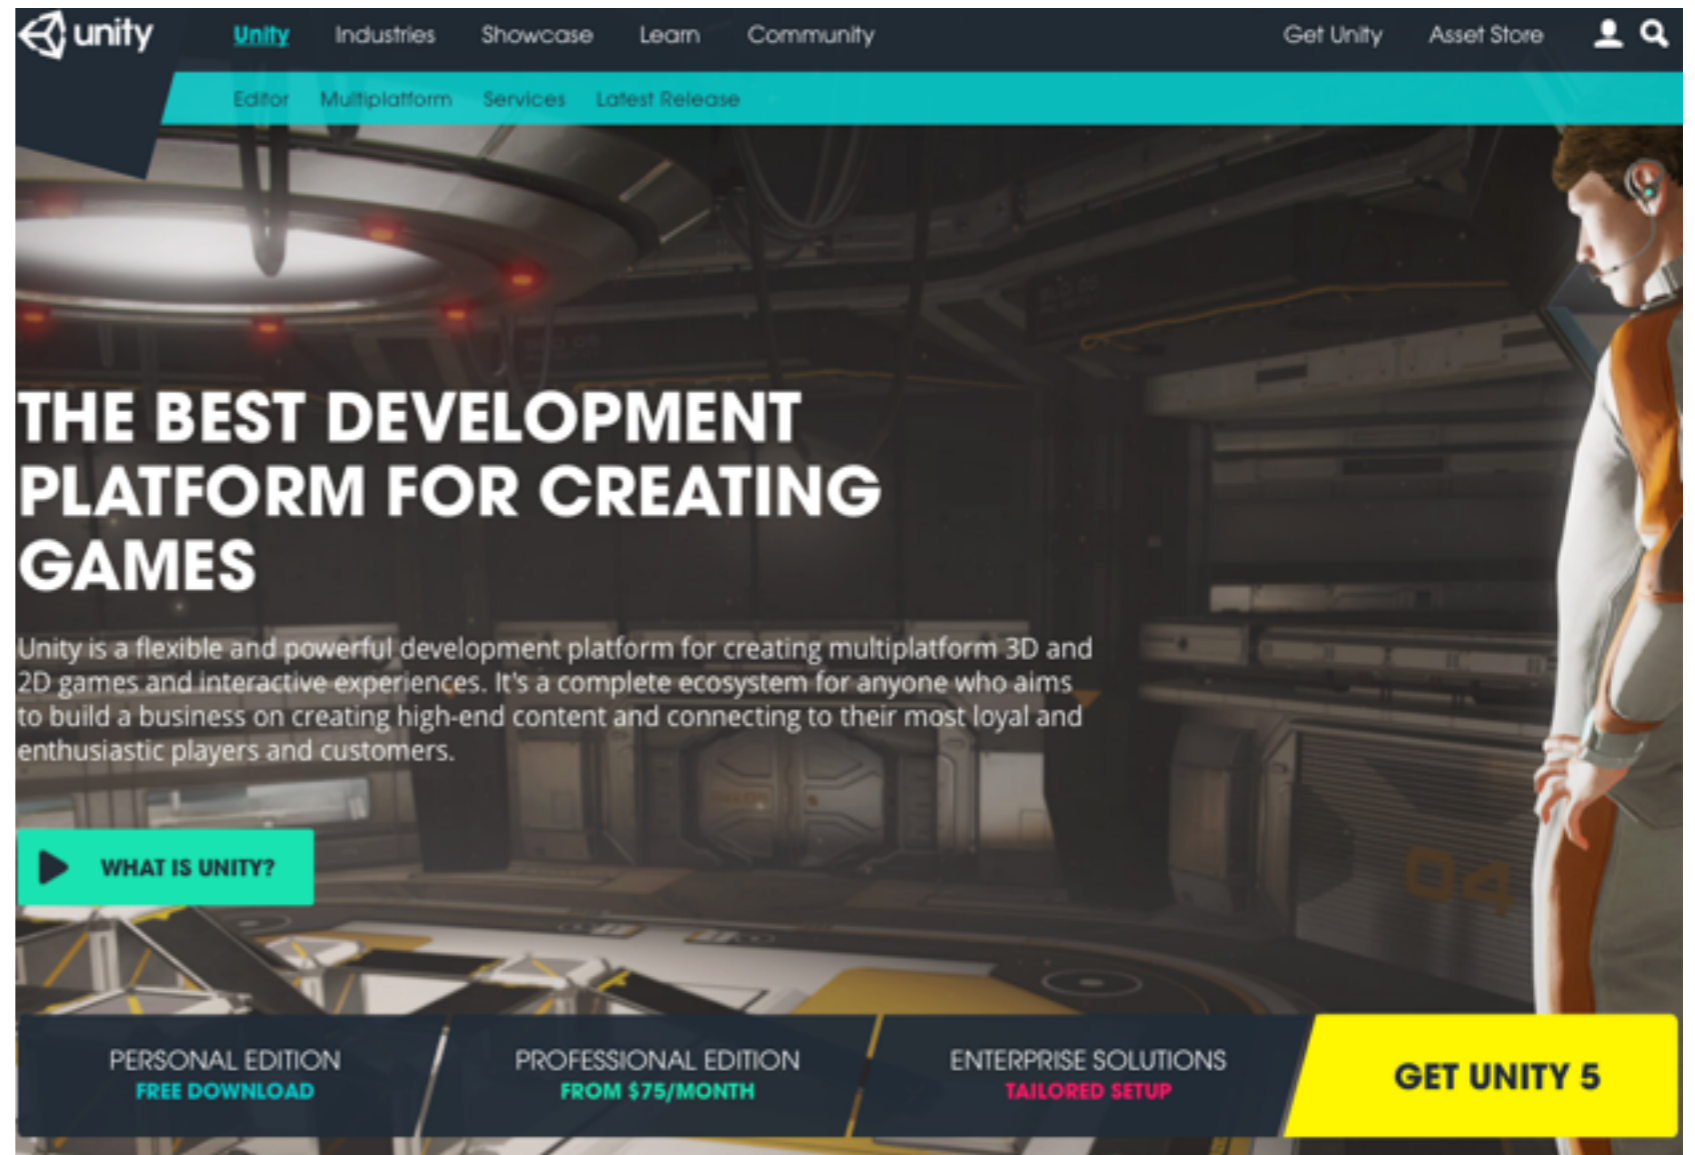 unity
Unity Industries Showcase Learn Community Get Unity Asset Store
Editor Multiplatform Services Latest Release
THE BEST DEVELOPMENT
PLATFORM FOR CREATING
GAMES
Unity is a flexible and powerful development platform for creating multiplatform 3D and
2D games and interactive experiences. It's a complete ecosystem for anyone who aims
to build a business on creating high-end content and connecting to their most loyal and
enthusiastic players and customers.
WHAT IS UNITY?
04
PERSONAL EDITION
FREE DOWNLOAD
PROFESSIONAL EDITION
FROM $75/MONTH
ENTERPRISE SOLUTIONS
TAILORED SETUP
GET UNITY 5